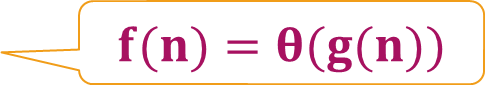 f(n) = θ(g(n))